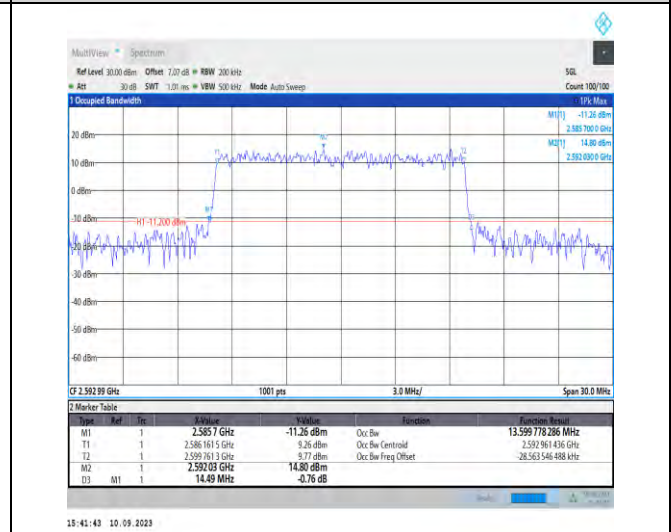 MultiView Spectrum
Ref Level 30.00 dBm Offset 7.07 dB RBW 200 kHz SGL
Att 30 dB SWT 1.01 ms VBW 500 kHz Mode Auto Sweep Count 100/100
1 Occupied Bandwidth 1Pk Max
M1[1] -11.26 dBm
2.585 700 0 GHz
M2[1] 14.80 dBm
2.592 030 0 GHz
20 dBm
M2
T1 T2
10 dBm
0 dBm
M1
-10 dBm
H1 -11.200 dBm
-20 dBm
-30 dBm
-40 dBm
-50 dBm
-60 dBm
CF 2.592 99 GHz 1001 pts 3.0 MHz/ Span 30.0 MHz
2 Marker Table
Type Ref Trc X-Value Y-Value Function Function Result
M1 1 2.585 7 GHz -11.26 dBm Occ Bw 13.599 778 286 MHz
T1 1 2.586 161 5 GHz 9.26 dBm Occ Bw Centroid 2.592 961 436 GHz
T2 1 2.599 761 3 GHz 9.77 dBm Occ Bw Freq Offset -28.563 546 488 kHz
M2 1 2.592 03 GHz 14.80 dBm
D3 M1 1 14.49 MHz -0.76 dB
15:41:43 10.09.2023